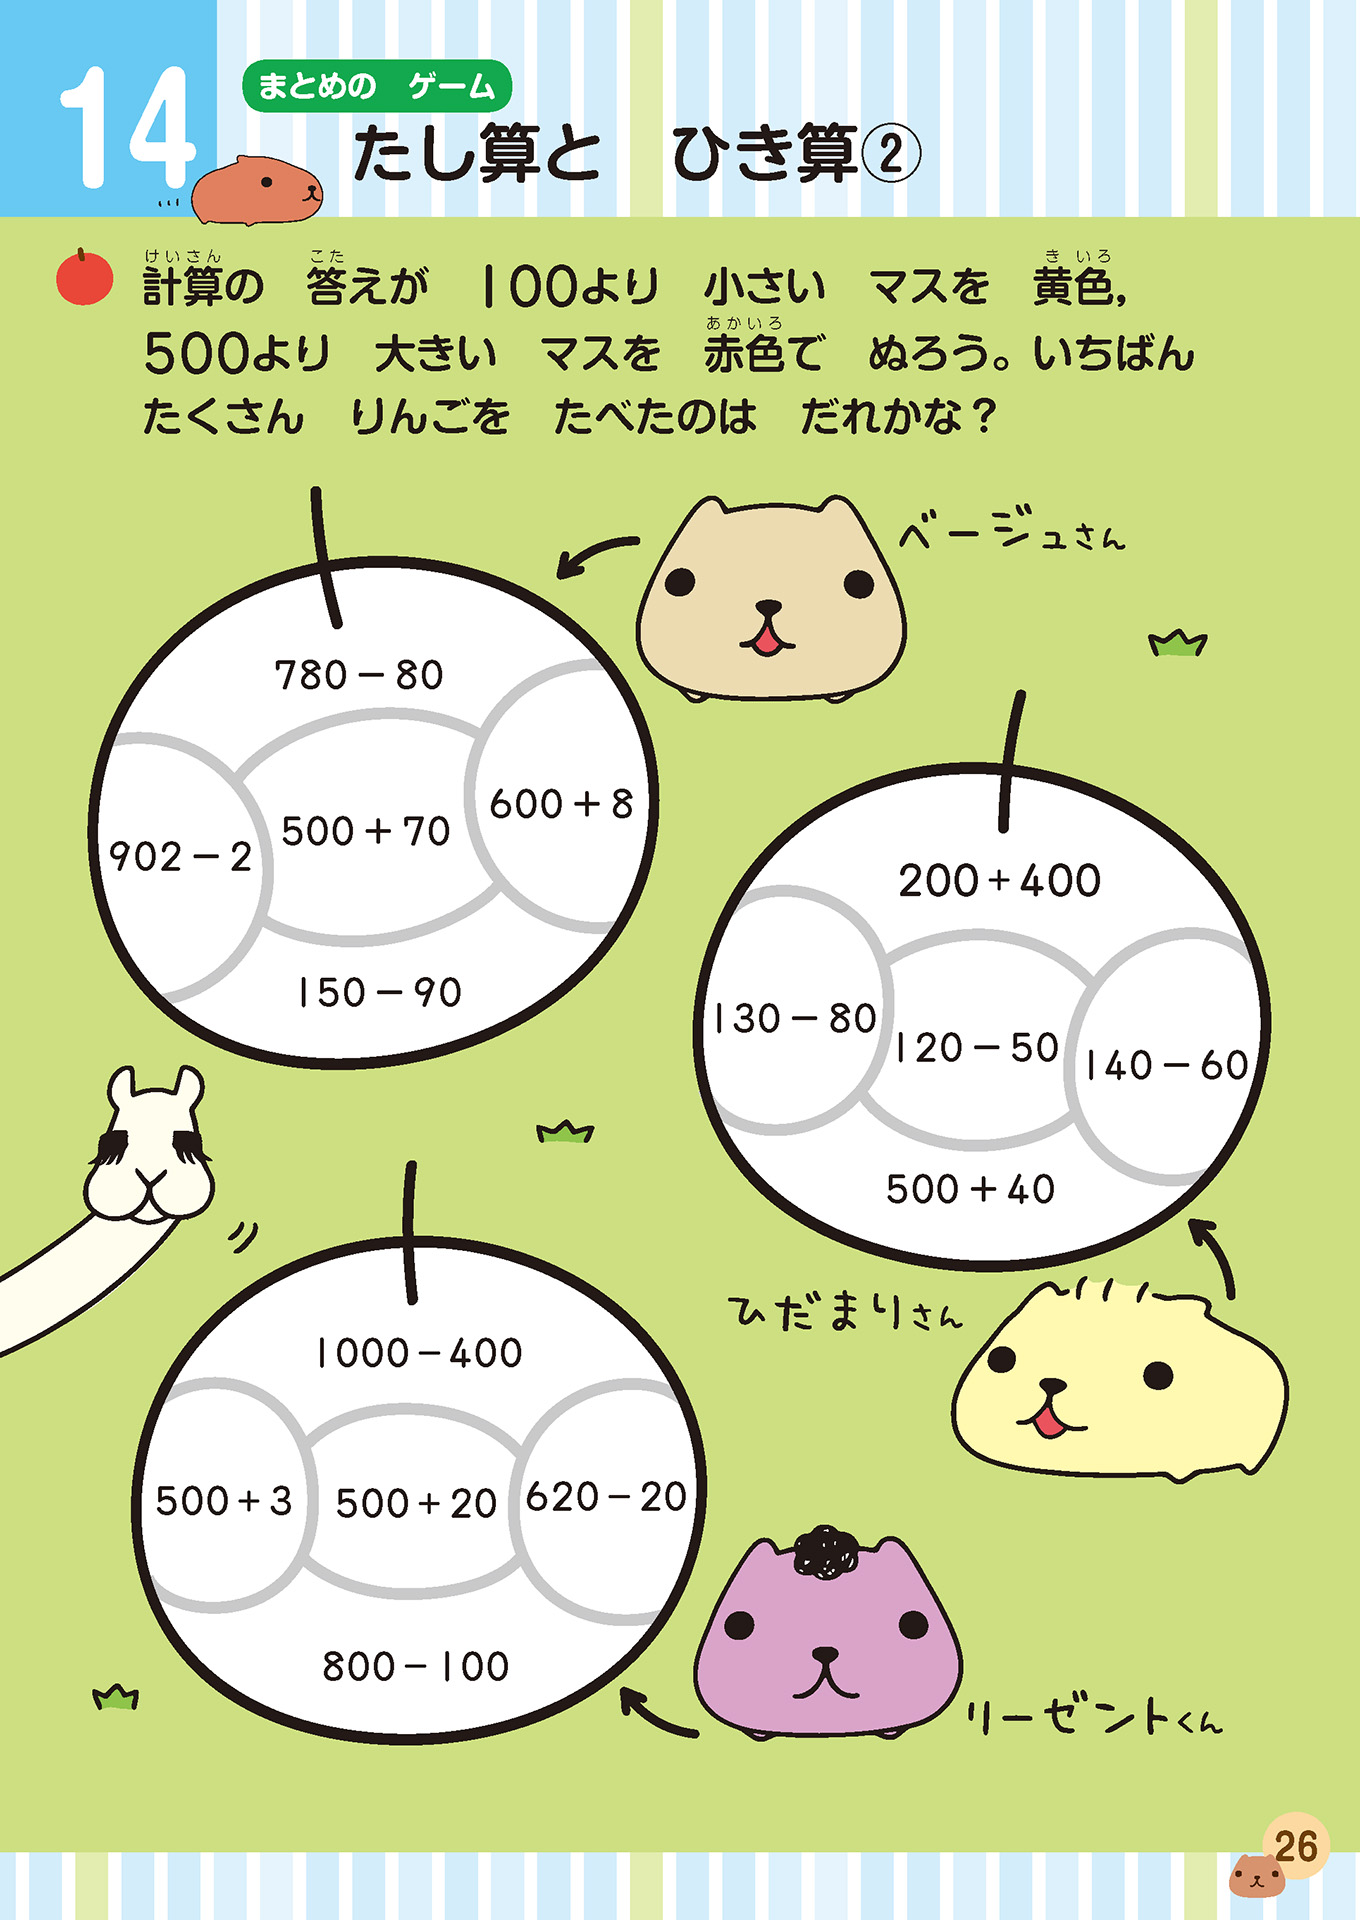 14
まとめの ゲーム
たし算と ひき算②
けいさん こた き いろ
計算の 答えが 100より 小さい マスを 黄色,
あかいろ
500より 大きい マスを 赤色で ぬろう。いちばん
たくさん りんごを たべたのは だれかな?
ベージュさん
780－80
600＋8
500＋70
902－2
150－90
200＋400
130－80
120－50
140－60
500＋40
ひだまりさん
1000－400
500＋3
500＋20
620－20
800－100
リーゼントくん
26